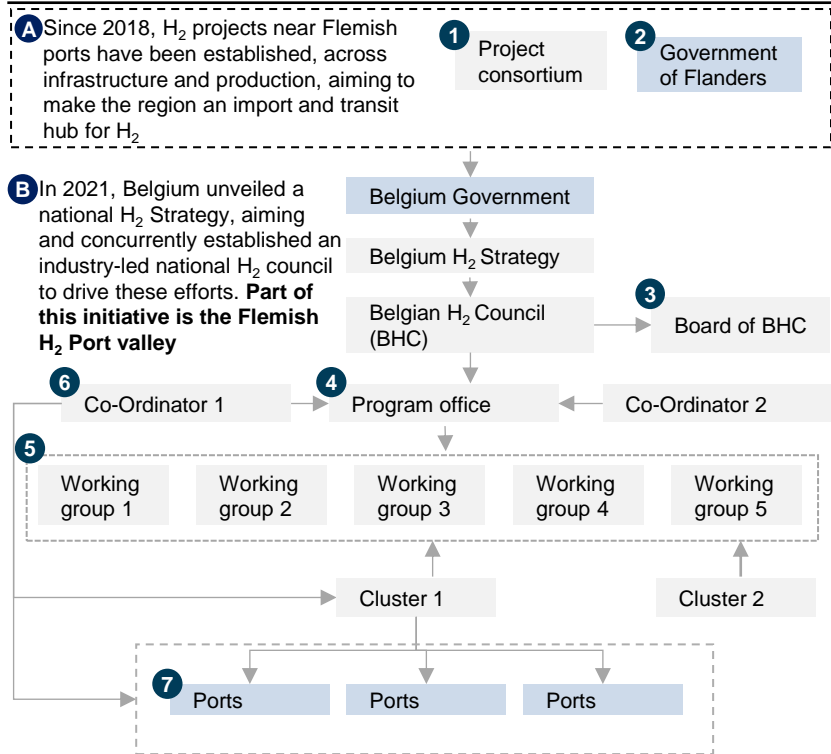 A
Since 2018, H₂ projects near Flemish
ports have been established, across
infrastructure and production, aiming to
make the region an import and transit
hub for H₂
1
Project
consortium
2
Government
of Flanders
B
In 2021, Belgium unveiled a
national H₂ Strategy, aiming
and concurrently established an
industry-led national H₂ council
to drive these efforts. Part of
this initiative is the Flemish
H₂ Port valley
Belgium Government
Belgium H₂ Strategy
Belgian H₂ Council
(BHC)
3
Board of BHC
6
Co-Ordinator 1
4
Program office
Co-Ordinator 2
5
Working
group 1
Working
group 2
Working
group 3
Working
group 4
Working
group 5
Cluster 1
Cluster 2
7
Ports
Ports
Ports